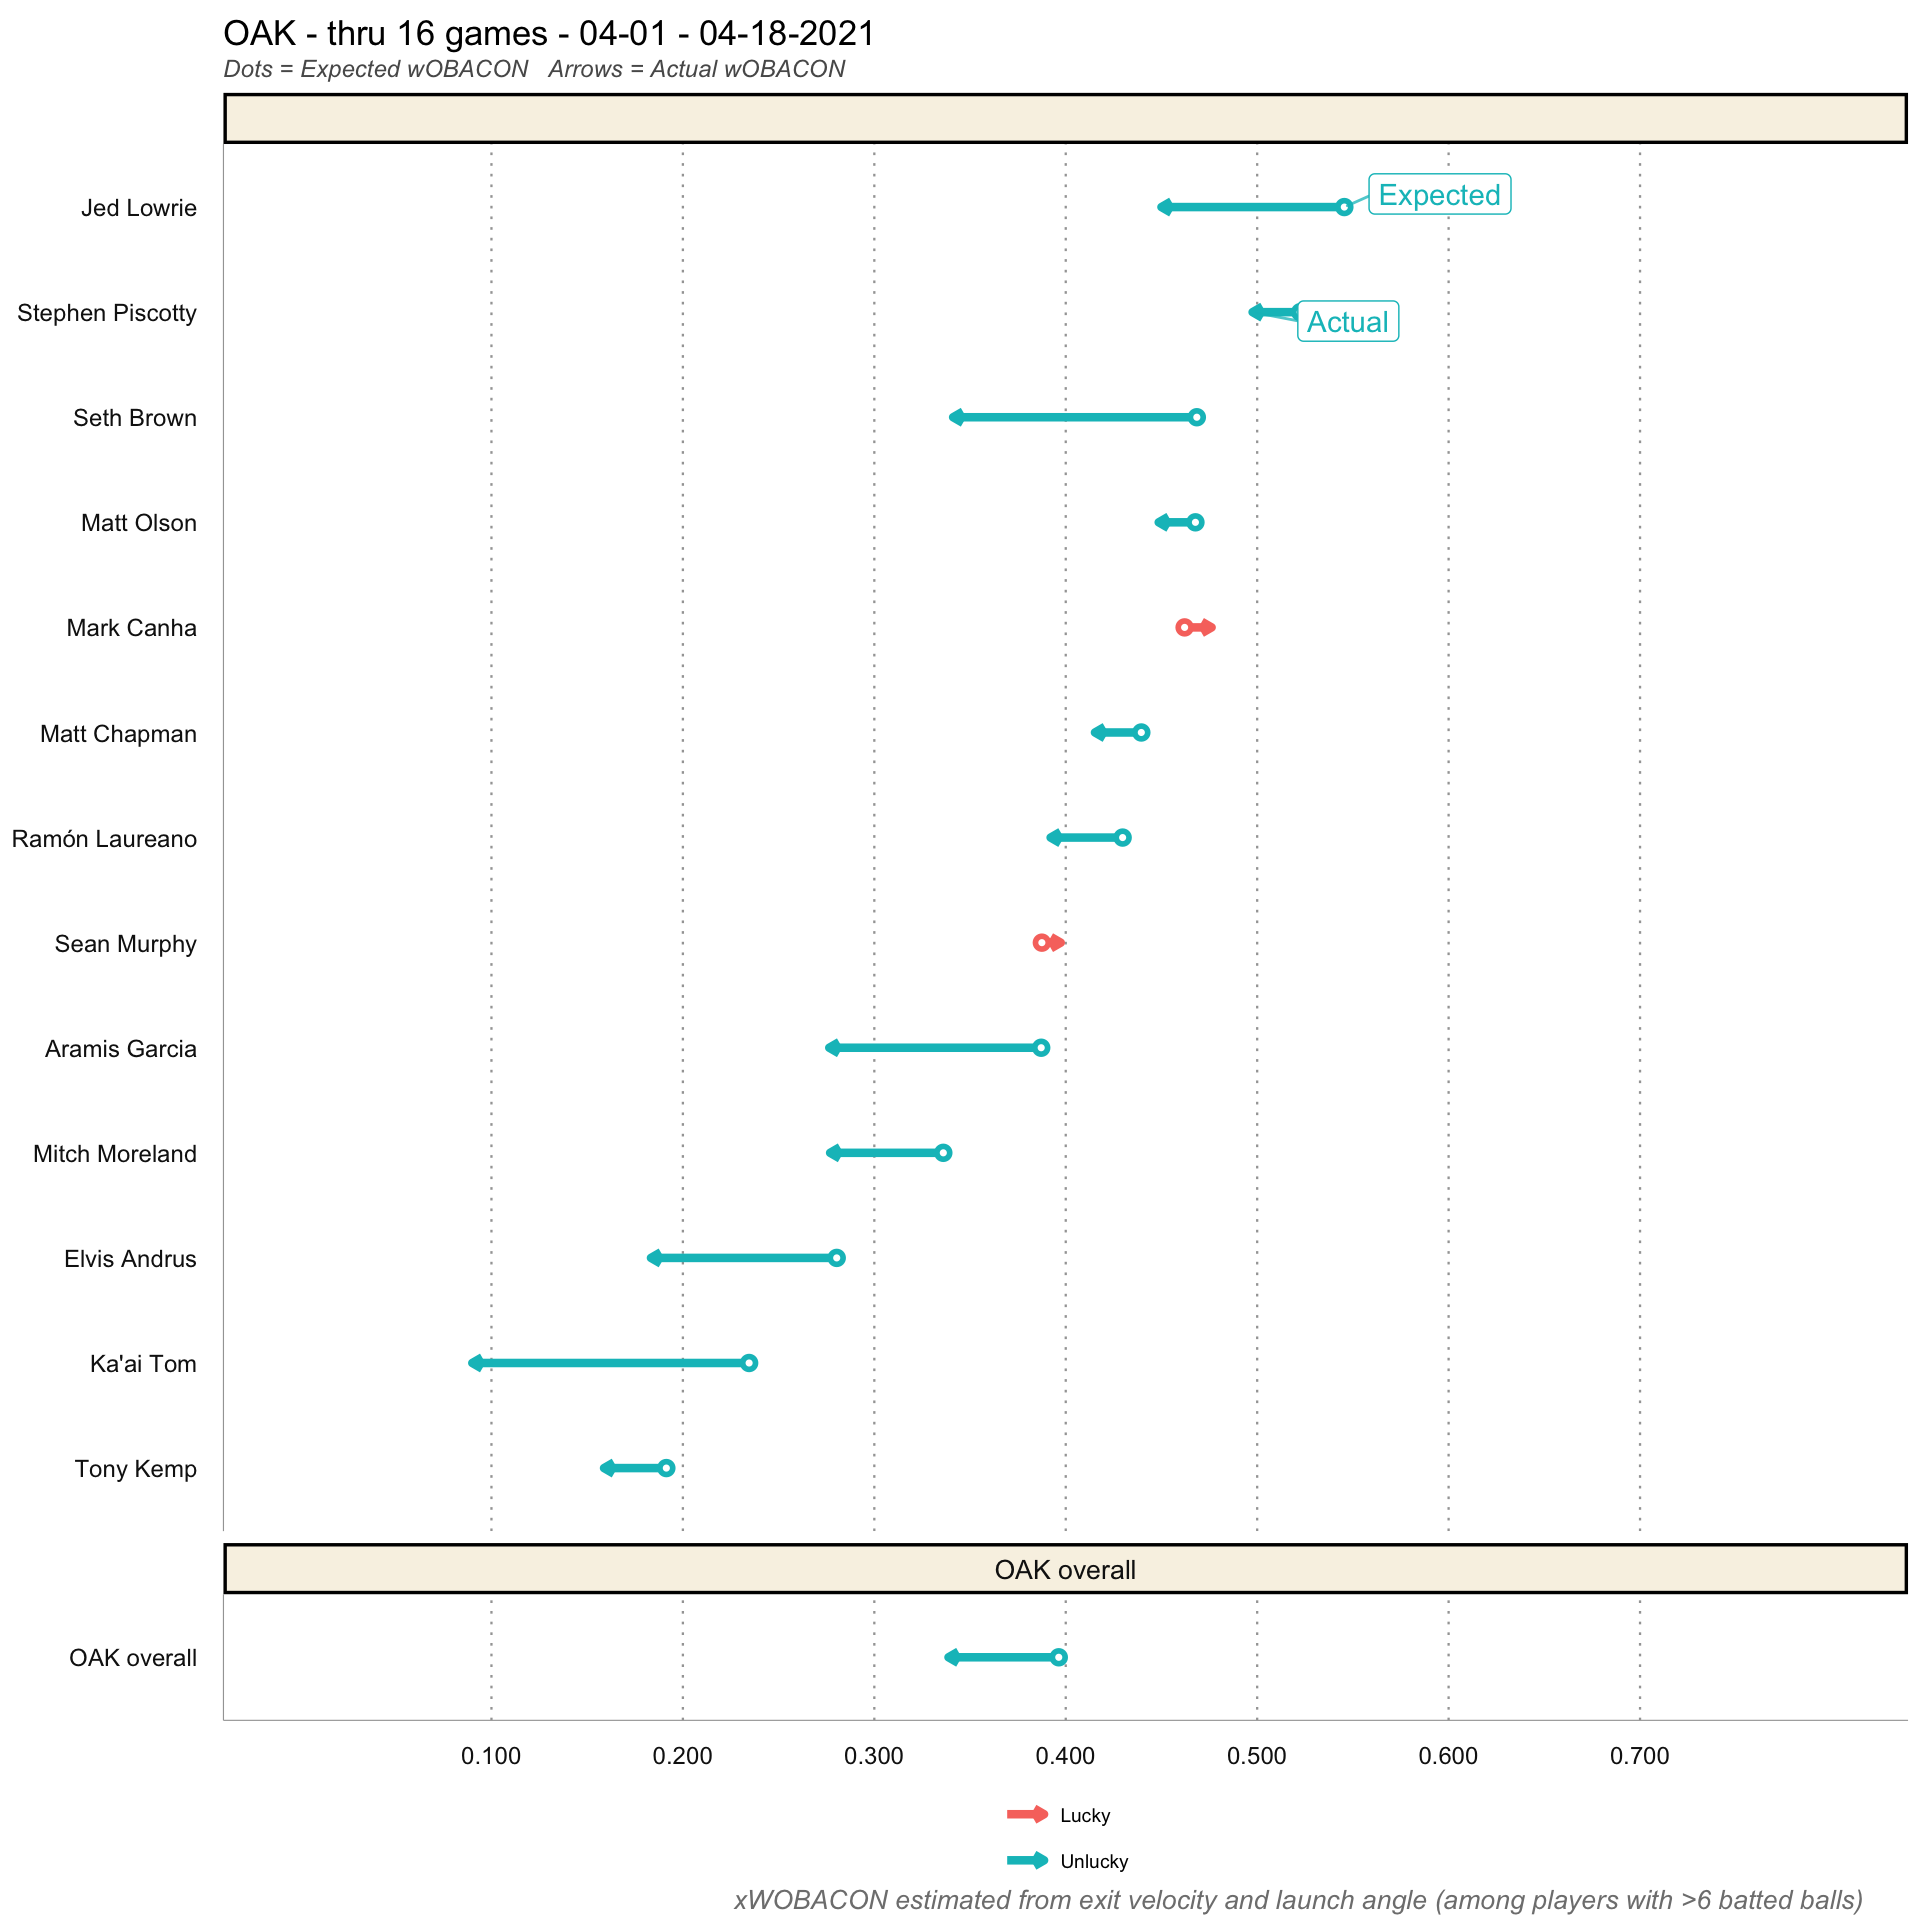 OAK - thru 16 games - 04-01 - 04-18-2021
Dots = Expected wOBACON   Arrows = Actual wOBACON
Jed Lowrie
Expected
Stephen Piscotty
Actual
Seth Brown
Matt Olson
Mark Canha
Matt Chapman
Ramón Laureano
Sean Murphy
Aramis Garcia
Mitch Moreland
Elvis Andrus
Ka'ai Tom
Tony Kemp
OAK overall
OAK overall
0.100 0.200 0.300 0.400 0.500 0.600 0.700
Lucky
Unlucky
xWOBACON estimated from exit velocity and launch angle (among players with >6 batted balls)